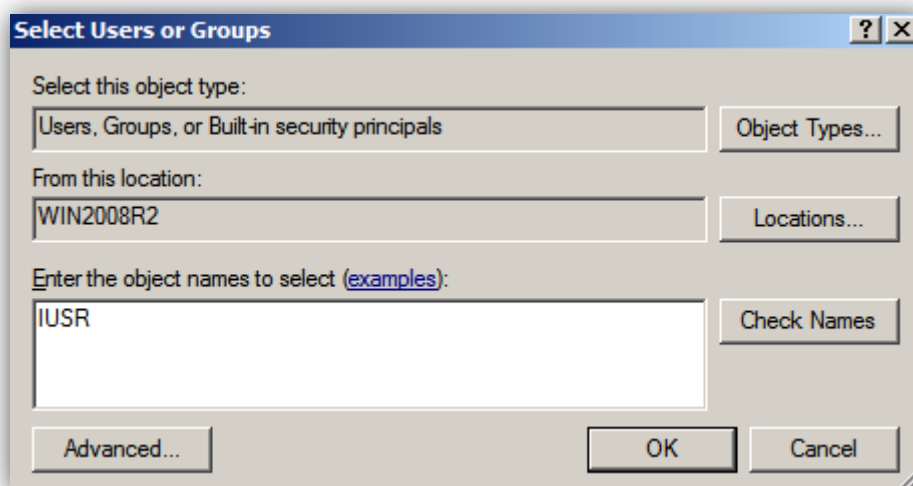 Select Users or Groups
Select this object type:
Users, Groups, or Built-in security principals
Object Types...
From this location:
WIN2008R2
Locations...
Enter the object names to select (examples):
IUSR
Check Names
Advanced...
OK
Cancel